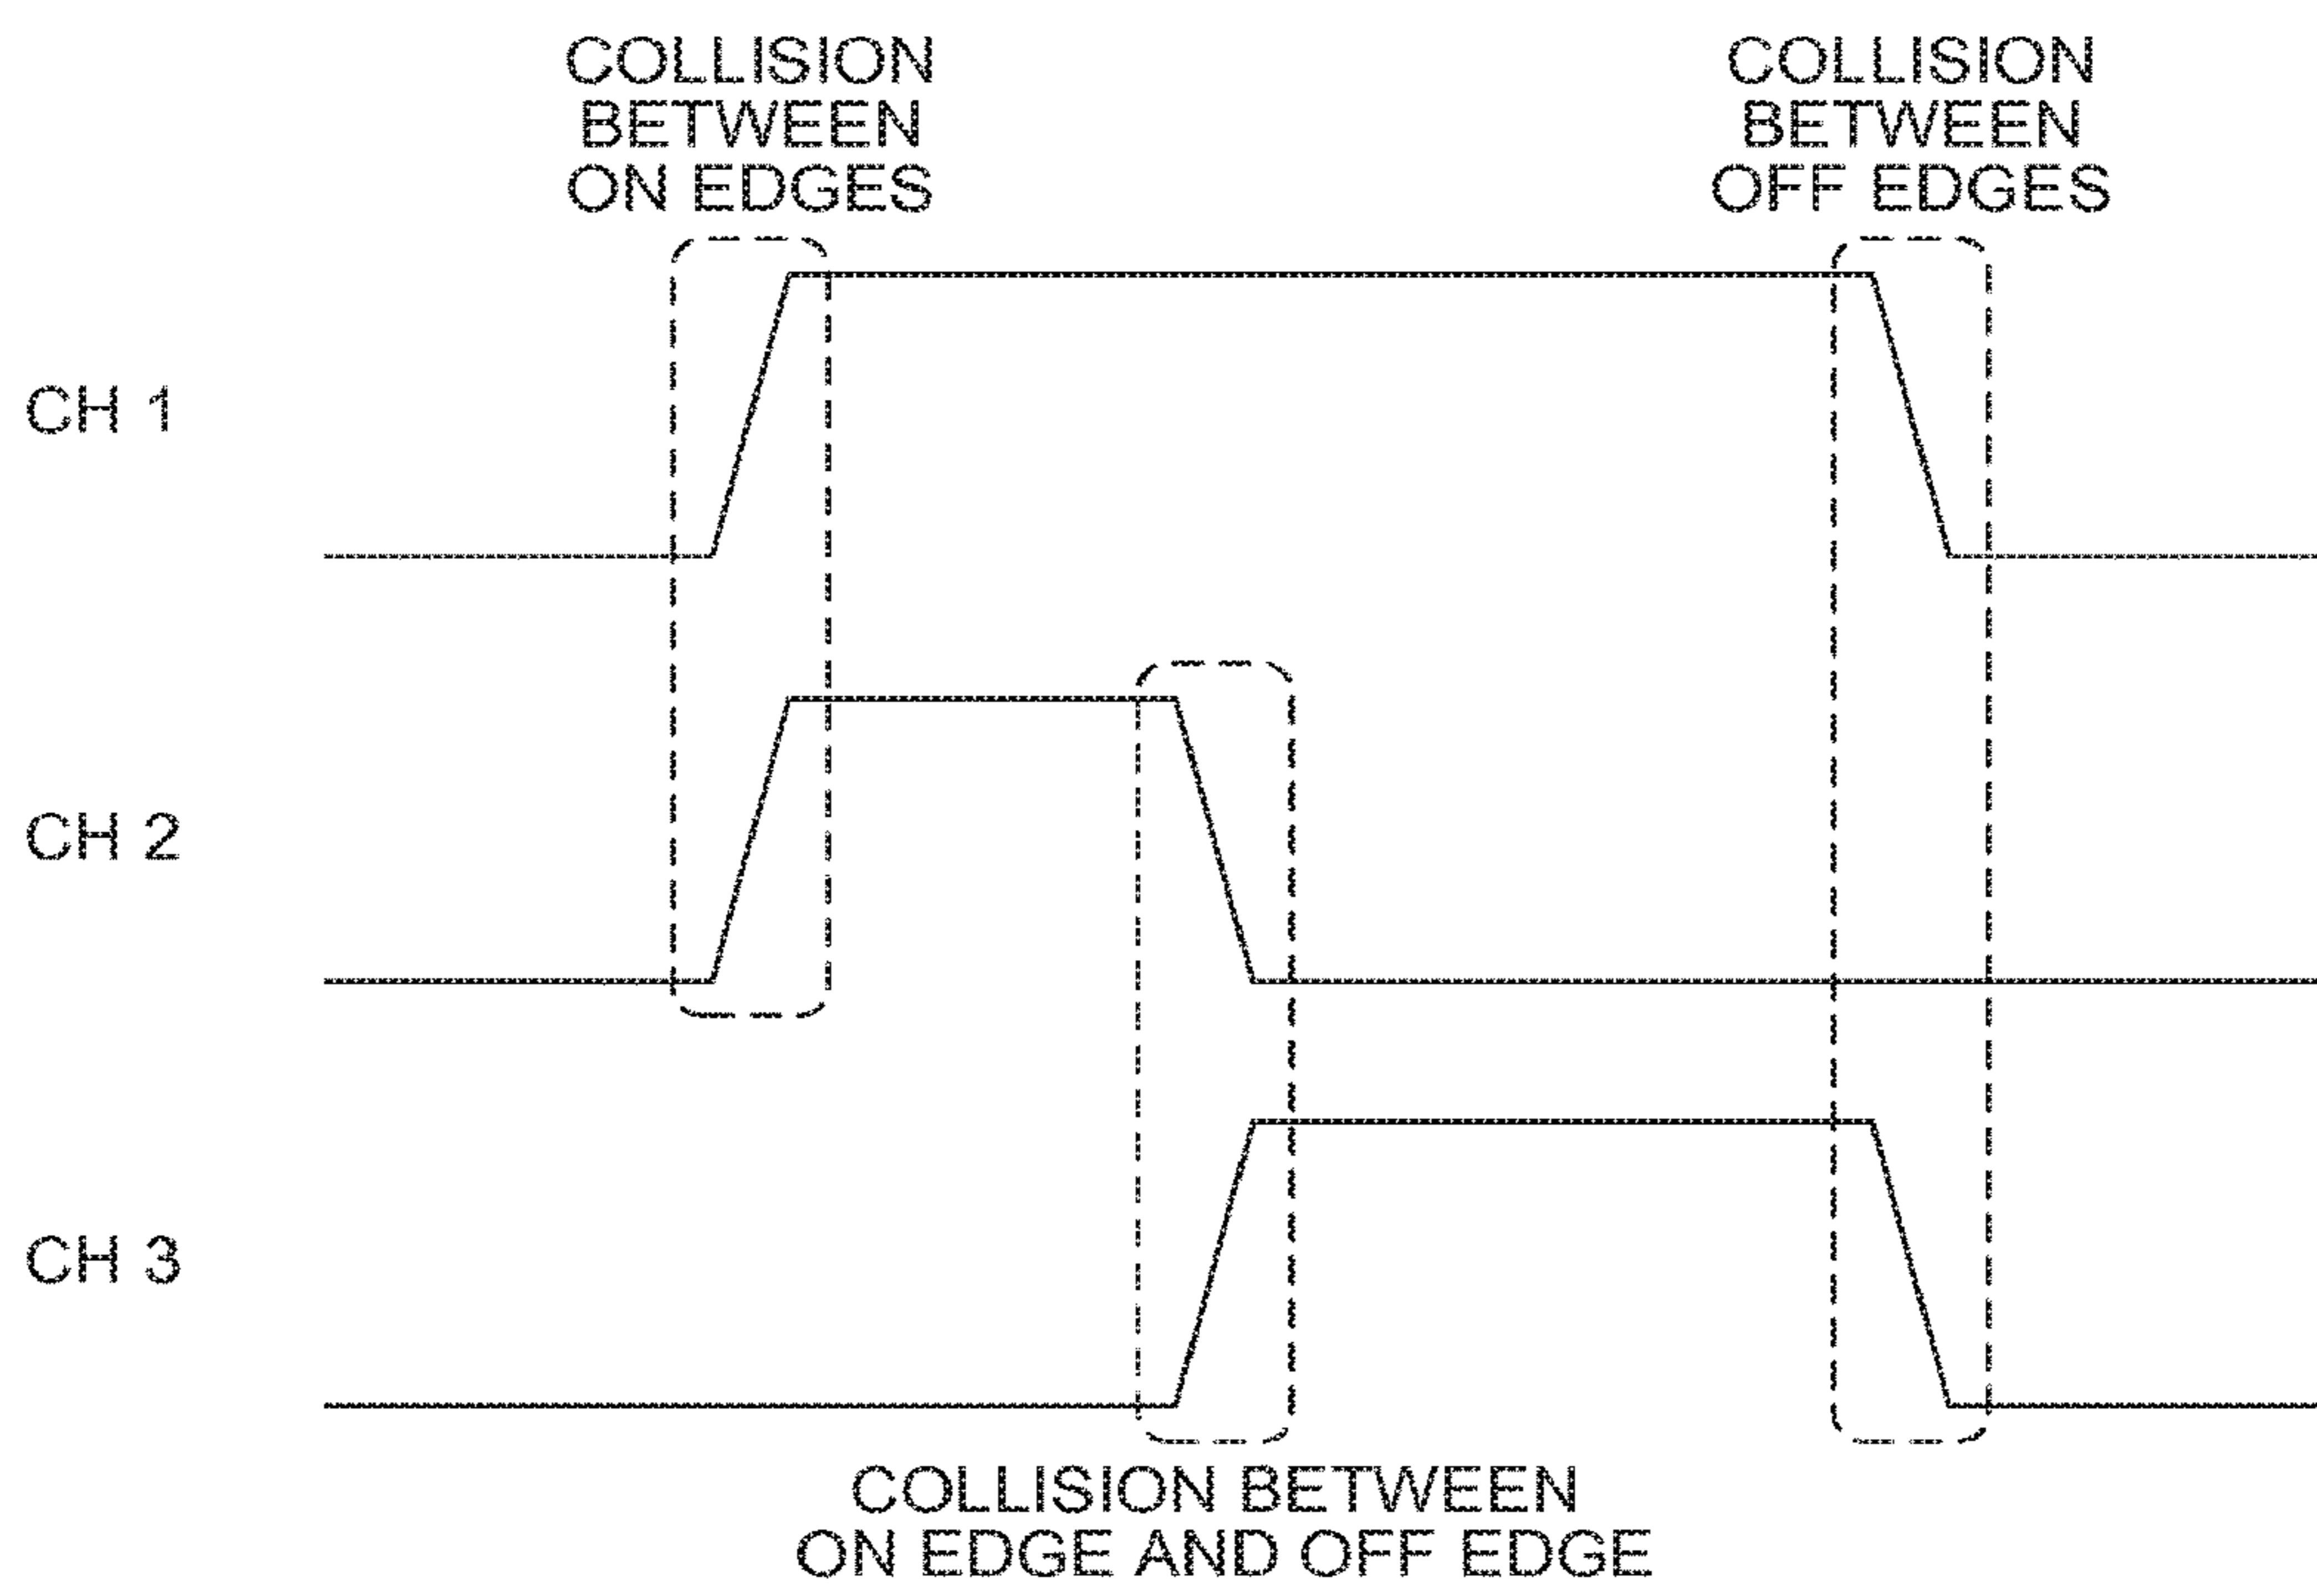 COLLISION
BETWEEN
ON EDGES
COLLISION
BETWEEN
OFF EDGES
CH 1
CH 2
CH 3
COLLISION BETWEEN
ON EDGE AND OFF EDGE